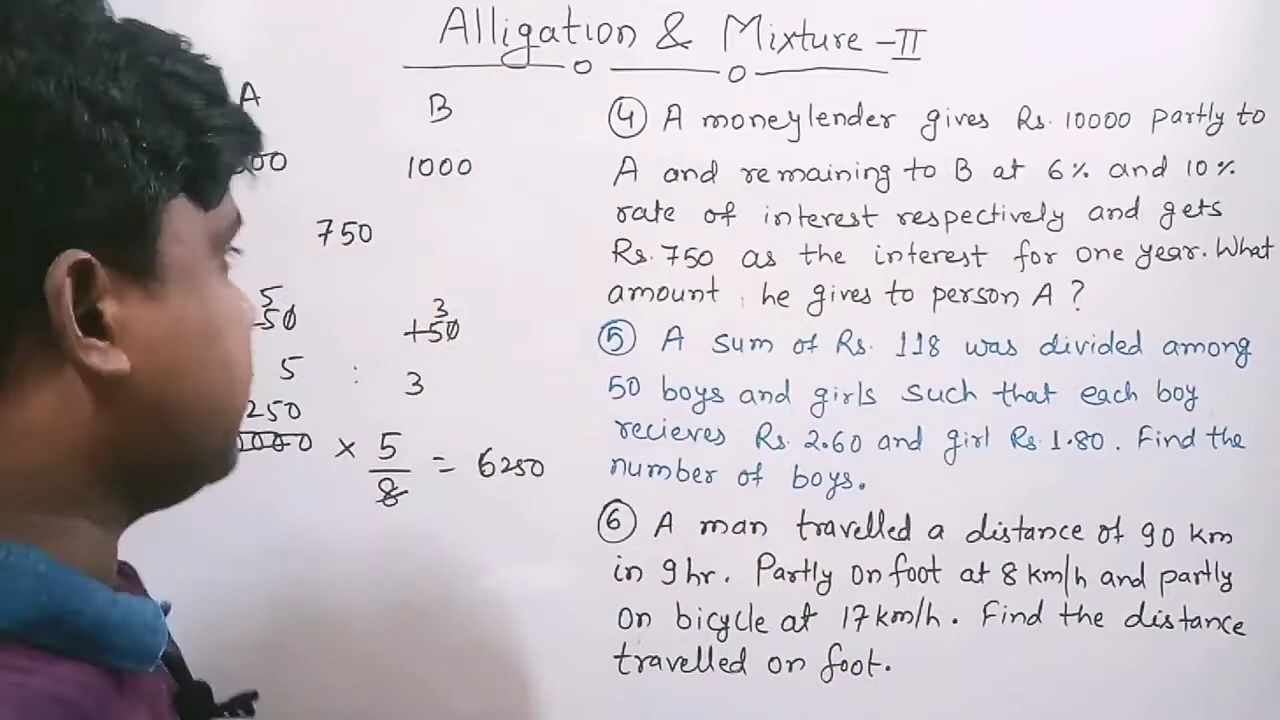 Alligation & Mixture -II
A B
00 1000
750
5 3
50 50
5 : 3
250
1000 × 5/8 = 6250
④ A moneylender gives Rs. 10000 partly to
A and remaining to B at 6% and 10%
rate of interest respectively and gets
Rs. 750 as the interest for one year. What
amount he gives to person A ?
⑤ A sum of Rs. 118 was divided among
50 boys and girls such that each boy
recieves Rs. 2.60 and girl Rs. 1.80. Find the
number of boys.
⑥ A man travelled a distance of 90 km
in 9 hr. Partly on foot at 8 km/h and partly
on bicycle at 17 km/h. Find the distance
travelled on foot.